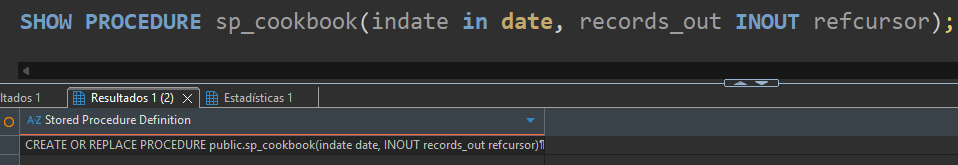 SHOW PROCEDURE sp_cookbook(indate in date, records_out INOUT refcursor);
ltados 1
Resultados 1 (2)
Estadísticas 1
A-Z Stored Procedure Definition
CREATE OR REPLACE PROCEDURE public.sp_cookbook(indate date, INOUT records_out refcursor)¶